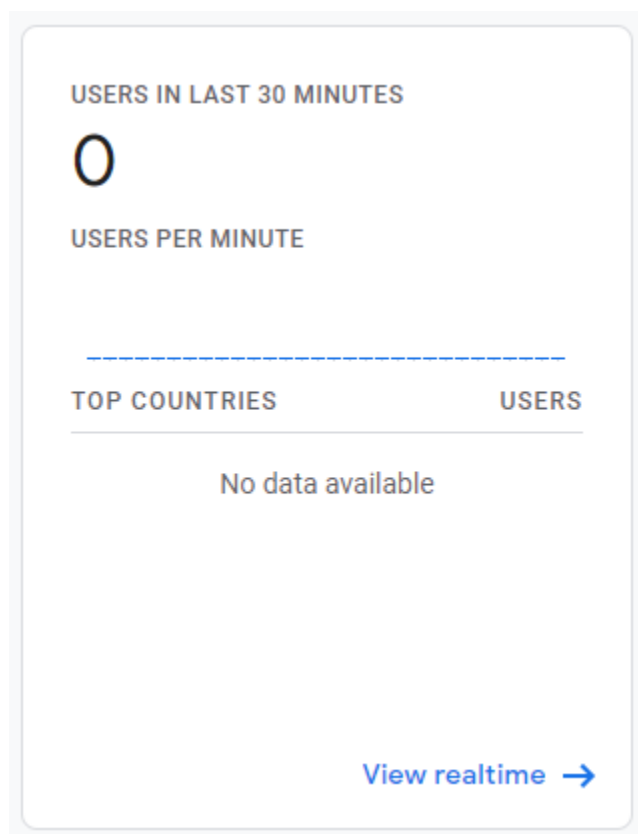 USERS IN LAST 30 MINUTES
0
USERS PER MINUTE
TOP COUNTRIES USERS
No data available
View realtime →